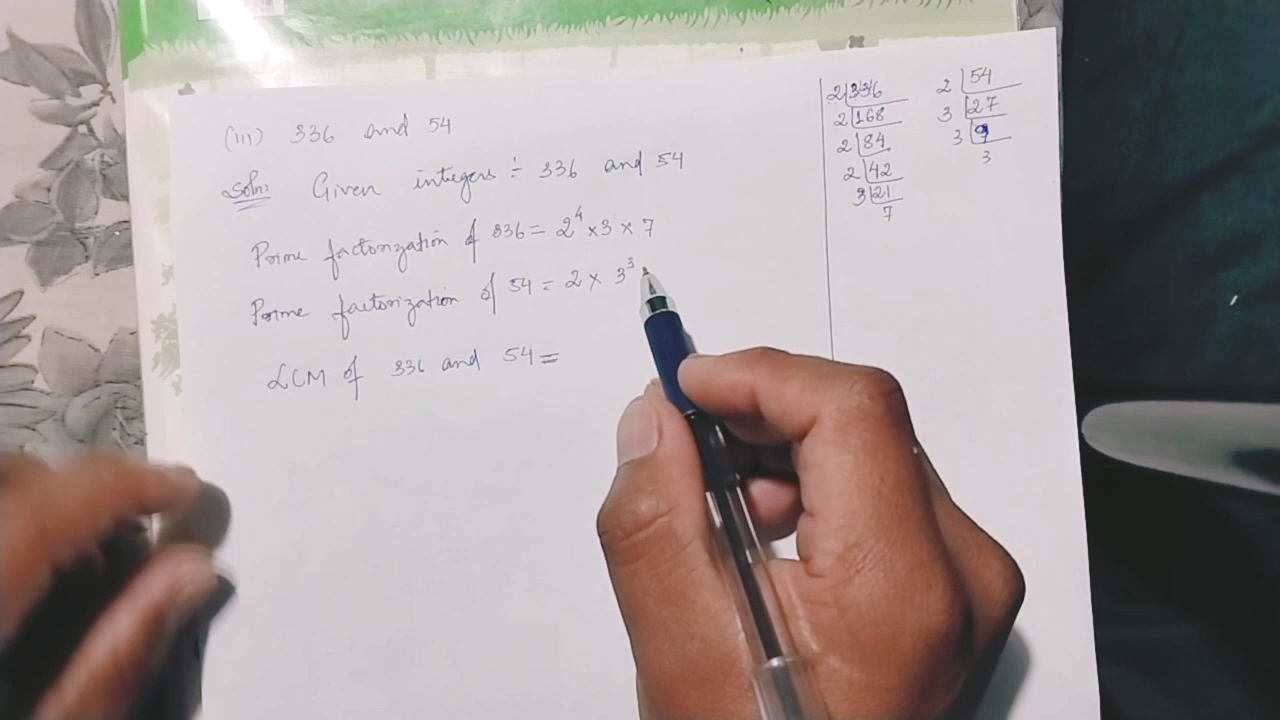 (iii) 336 and 54
Soln: Given integers ÷ 336 and 54
Prime factorization of 336 = 2⁴ × 3 × 7
Prime factorization of 54 = 2 × 3³
LCM of 336 and 54 =
2 | 336
2 | 168
2 | 84
2 | 42
3 | 21
7
2 | 54
3 | 27
3 | 9
3